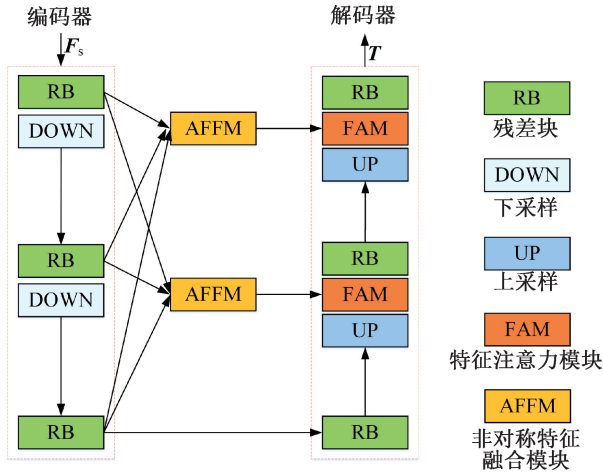 编码器
解码器
Fs
T
RB
DOWN
RB
DOWN
RB
AFFM
AFFM
RB
FAM
UP
RB
FAM
UP
RB
RB
残差块
DOWN
下采样
UP
上采样
FAM
特征注意力模块
AFFM
非对称特征
融合模块